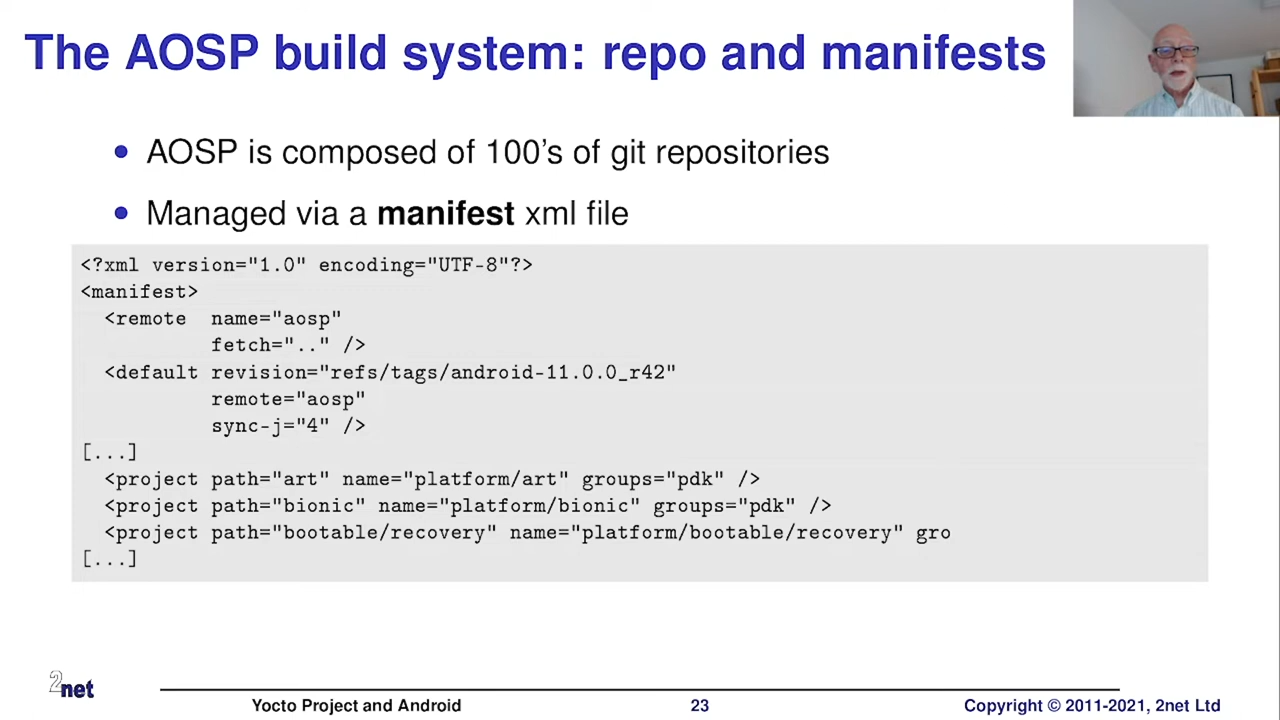 The AOSP build system: repo and manifests
• AOSP is composed of 100's of git repositories
• Managed via a manifest xml file
<?xml version="1.0" encoding="UTF-8"?>
<manifest>
  <remote  name="aosp"
           fetch=".." />
  <default revision="refs/tags/android-11.0.0_r42"
           remote="aosp"
           sync-j="4" />
[...]
  <project path="art" name="platform/art" groups="pdk" />
  <project path="bionic" name="platform/bionic" groups="pdk" />
  <project path="bootable/recovery" name="platform/bootable/recovery" gro
[...]
2net
Yocto Project and Android
23
Copyright © 2011-2021, 2net Ltd